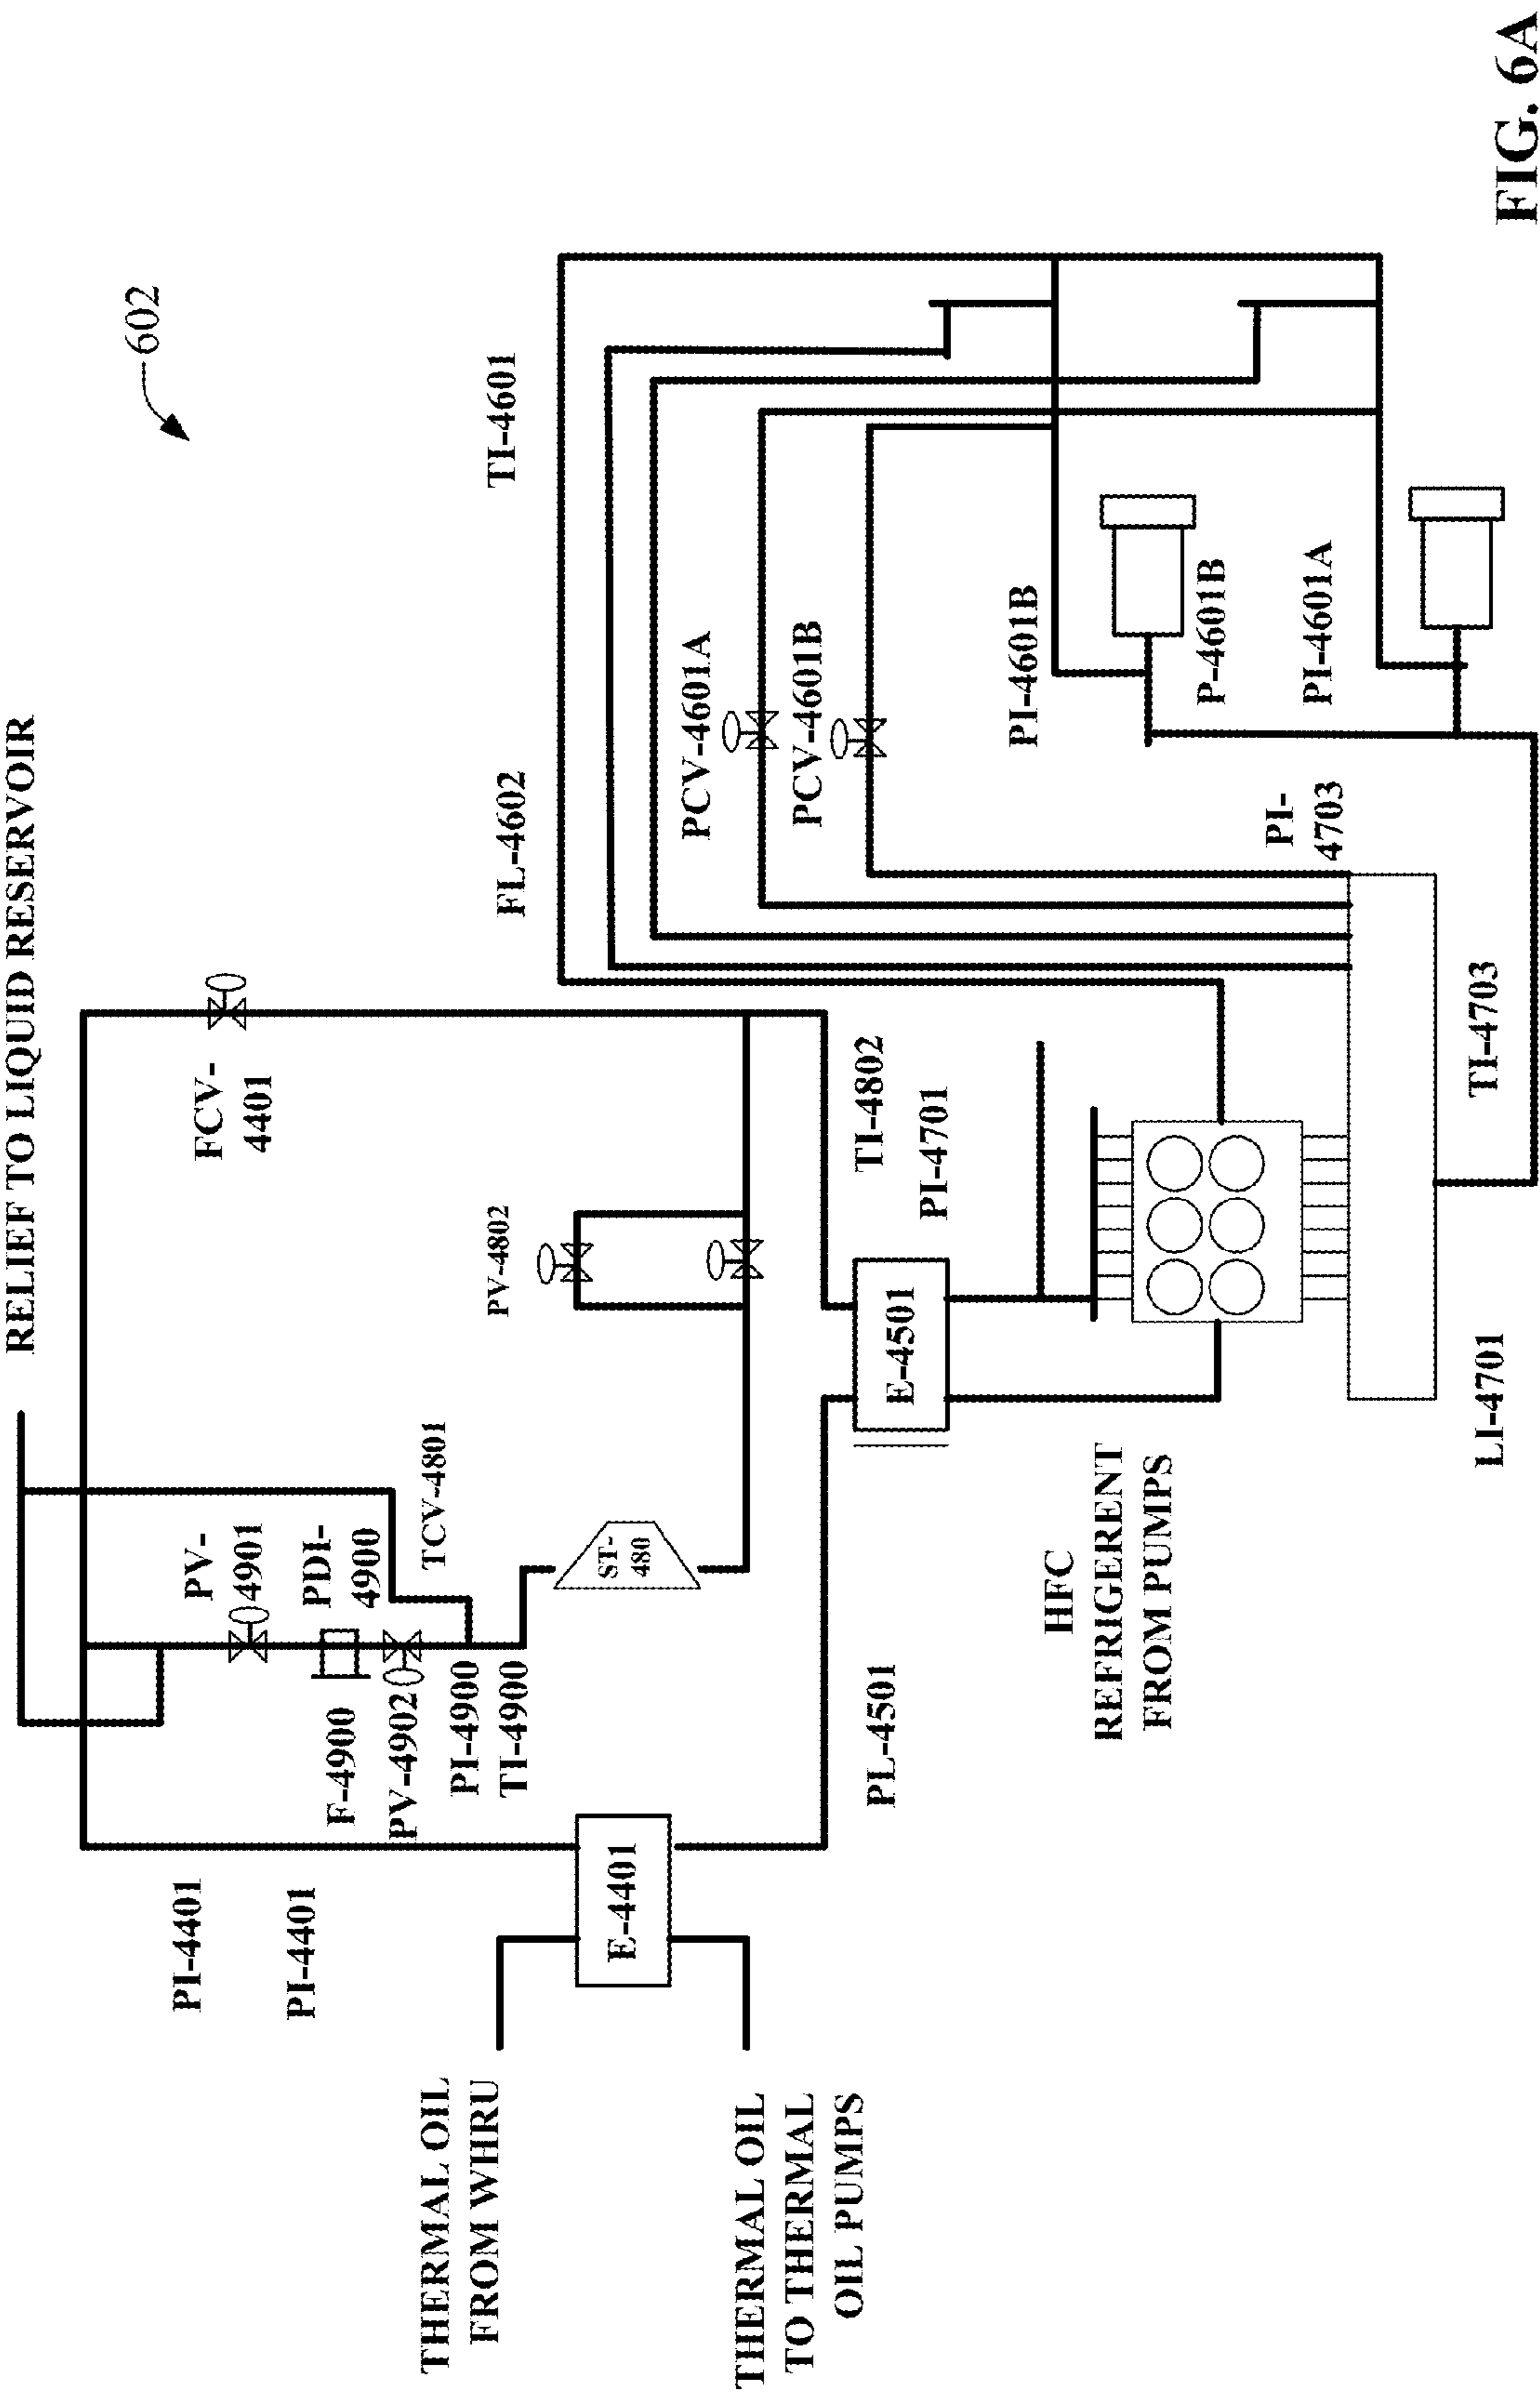 RELIEF TO LIQUID RESERVOIR
602
FCV-
4401
PV-
4901
PDI-
4900
TCV-4801
PI-4401
PI-4401
F-4900
PV-4902
PI-4900
TI-4900
ST-
480
PV-4802
FL-4602
TI-4601
THERMAL OIL
FROM WHRU
E-4401
THERMAL OIL
TO THERMAL
OIL PUMPS
PL-4501
E-4501
TI-4802
PI-4701
PCV-4601A
PCV-4601B
PI-4601B
P-4601B
PI-4601A
PI-
4703
HFC
REFRIGERENT
FROM PUMPS
LI-4701
TI-4703
FIG. 6A